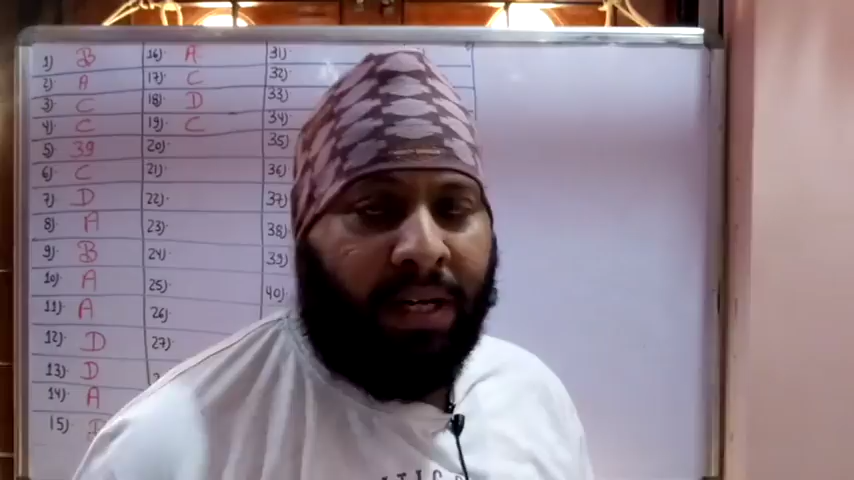 1) B
2) A
3) C
4) C
5) 39
6) C
7) D
8) A
9) B
10) A
11) A
12) D
13) D
14) A
15)
16) A
17) C
18) D
19) C
20)
21)
22)
23)
24)
25)
26)
27)
31)
32)
33)
34)
35)
36)
37)
38)
39)
40)